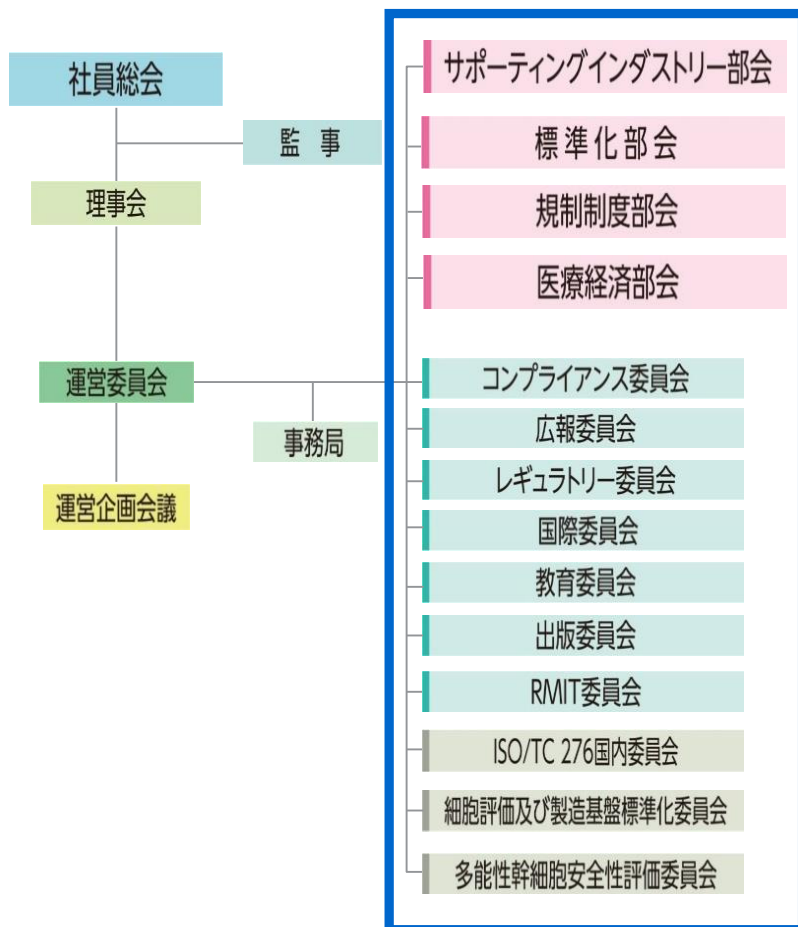 社員総会
監 事
理事会
運営委員会
事務局
運営企画会議
サポーティングインダストリー部会
標準化部会
規制制度部会
医療経済部会
コンプライアンス委員会
広報委員会
レギュラトリー委員会
国際委員会
教育委員会
出版委員会
RMIT委員会
ISO/TC 276国内委員会
細胞評価及び製造基盤標準化委員会
多能性幹細胞安全性評価委員会